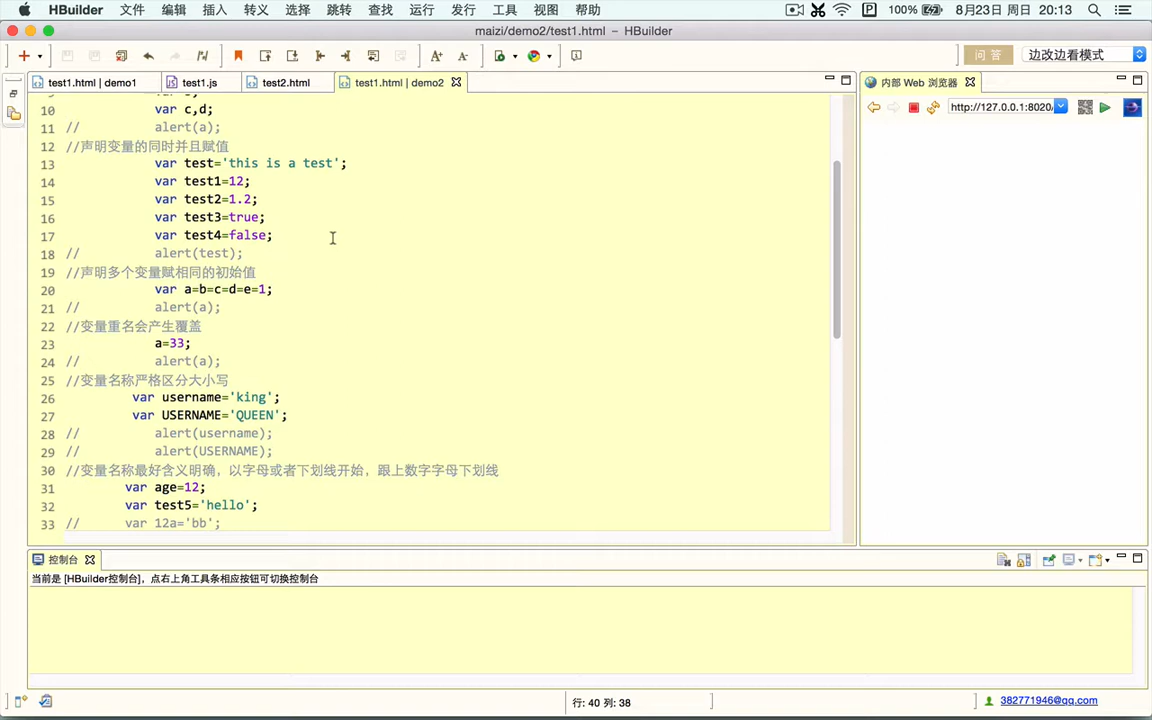 HBuilder 文件 编辑 插入 转义 选择 跳转 查找 运行 发行 工具 视图 帮助 100% 8月23日 周日 20:13
maizi/demo2/test1.html – HBuilder
问 答 边改边看模式
test1.html | demo1 test1.js test2.html test1.html | demo2 内部 Web 浏览器
http://127.0.0.1:8020/
10 var c,d;
11 // alert(a);
12 //声明变量的同时并且赋值
13 var test='this is a test';
14 var test1=12;
15 var test2=1.2;
16 var test3=true;
17 var test4=false;
18 // alert(test);
19 //声明多个变量赋相同的初始值
20 var a=b=c=d=e=1;
21 // alert(a);
22 //变量重名会产生覆盖
23 a=33;
24 // alert(a);
25 //变量名称严格区分大小写
26 var username='king';
27 var USERNAME='QUEEN';
28 // alert(username);
29 // alert(USERNAME);
30 //变量名称最好含义明确，以字母或者下划线开始，跟上数字字母下划线
31 var age=12;
32 var test5='hello';
33 // var 12a='bb';
控制台
当前是 [HBuilder控制台]，点右上角工具条相应按钮可切换控制台
行: 40 列: 38
382771946@qq.com